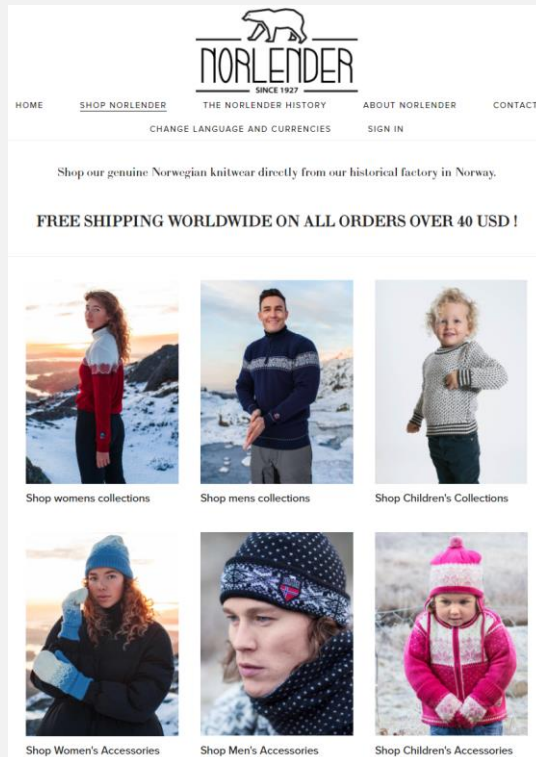 NORLENDER
SINCE 1927
HOME SHOP NORLENDER THE NORLENDER HISTORY ABOUT NORLENDER CONTACT
CHANGE LANGUAGE AND CURRENCIES SIGN IN
Shop our genuine Norwegian knitwear directly from our historical factory in Norway.
FREE SHIPPING WORLDWIDE ON ALL ORDERS OVER 40 USD !
Shop womens collections Shop mens collections Shop Children's Collections
Shop Women's Accessories Shop Men's Accessories Shop Children's Accessories